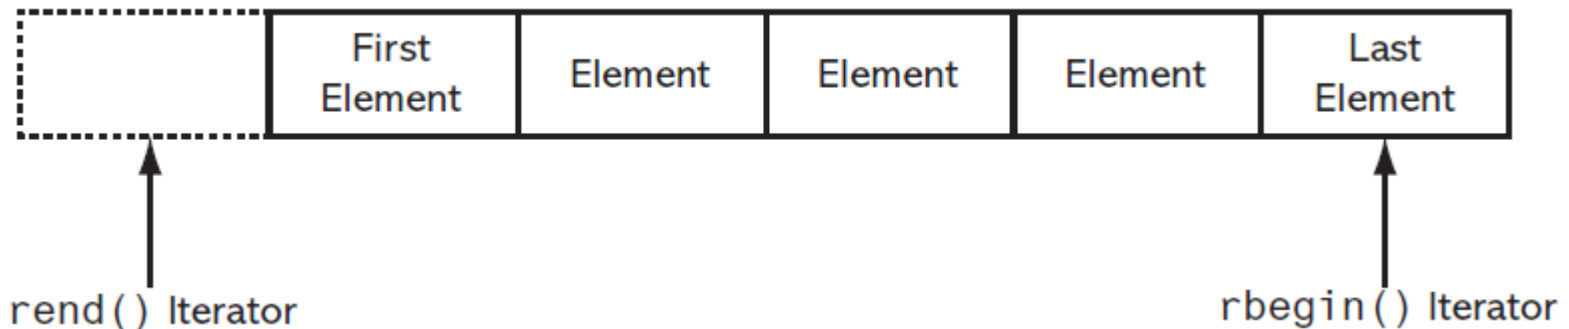 First
Element
Element
Element
Element
Last
Element
rend() Iterator
rbegin() Iterator